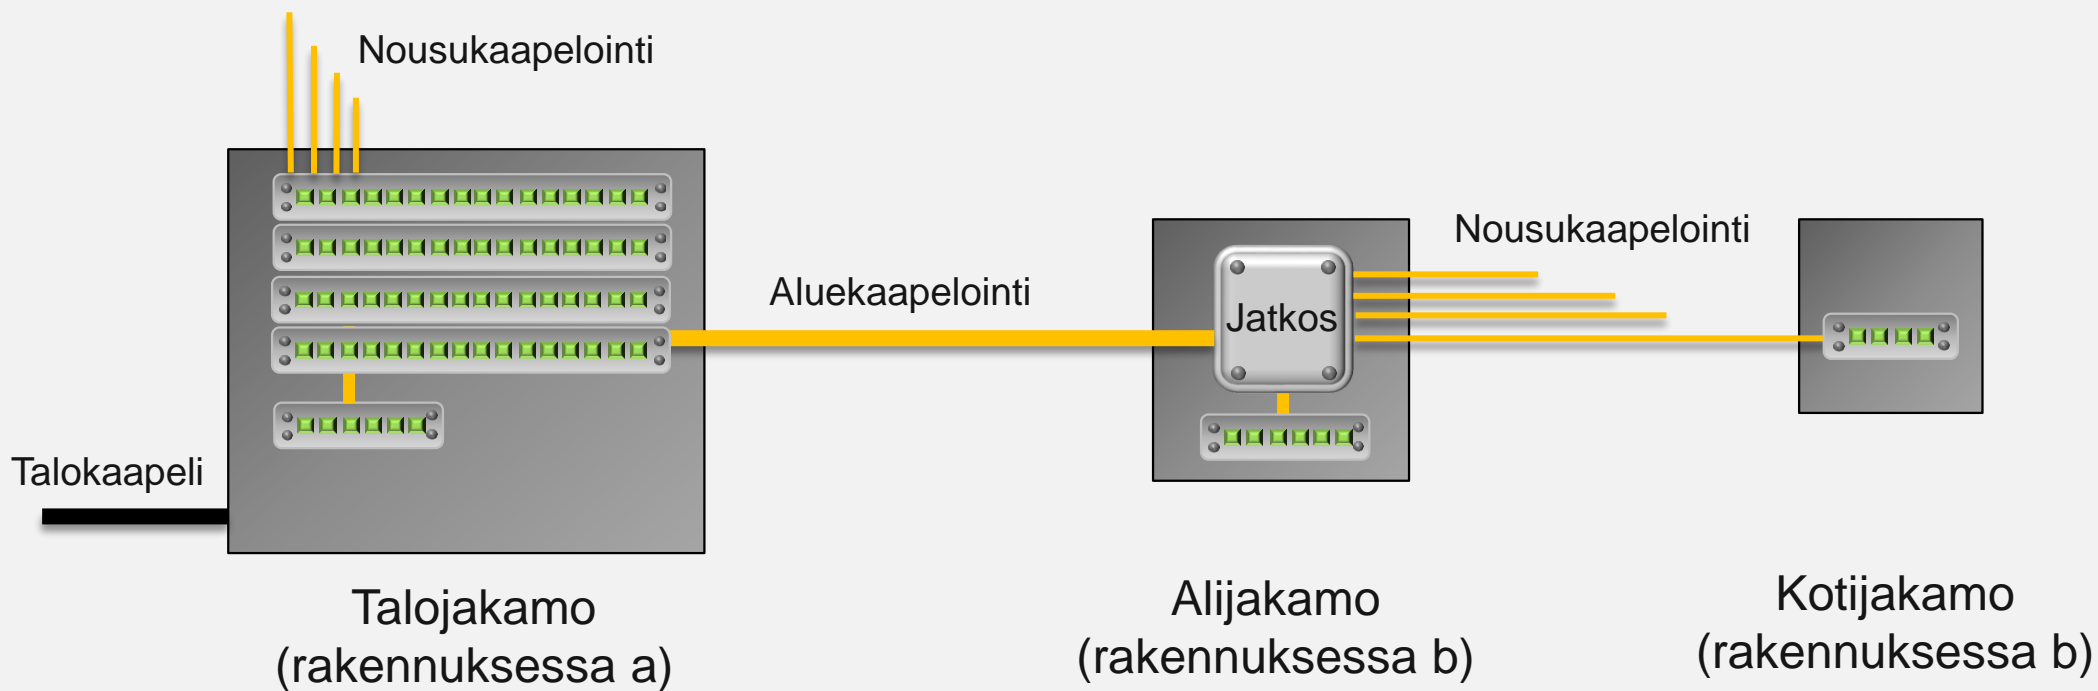 Nousukaapelointi
Nousukaapelointi
Aluekaapelointi
Jatkos
Talokaapeli
Talojakamo
(rakennuksessa a)
Alijakamo
(rakennuksessa b)
Kotijakamo
(rakennuksessa b)